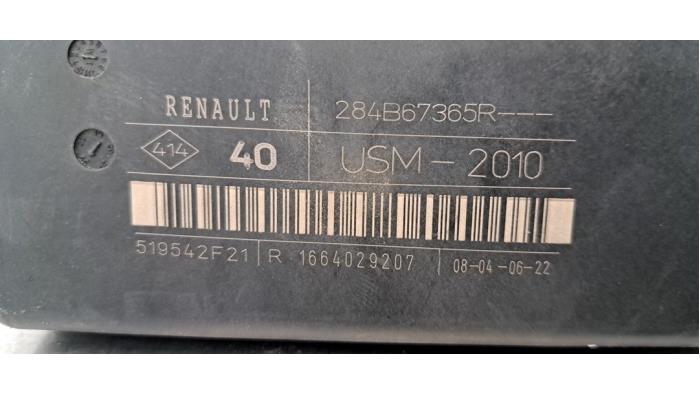 RENAULT 284B67365R---
414 40 USM-2010
519542F21 R 1664029207 08-04-06-22